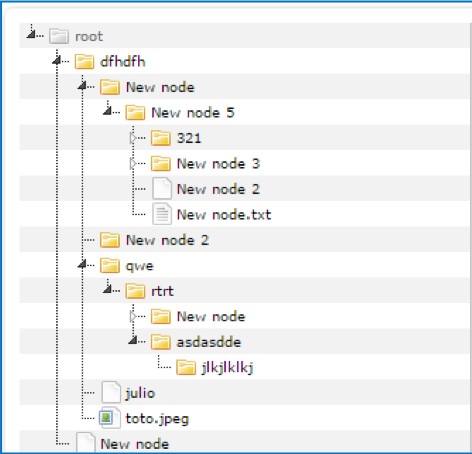 root
dfhdfh
New node
New node 5
321
New node 3
New node 2
New node.txt
New node 2
qwe
rtrt
New node
asdasdde
jlkjlklkj
julio
toto.jpeg
New node